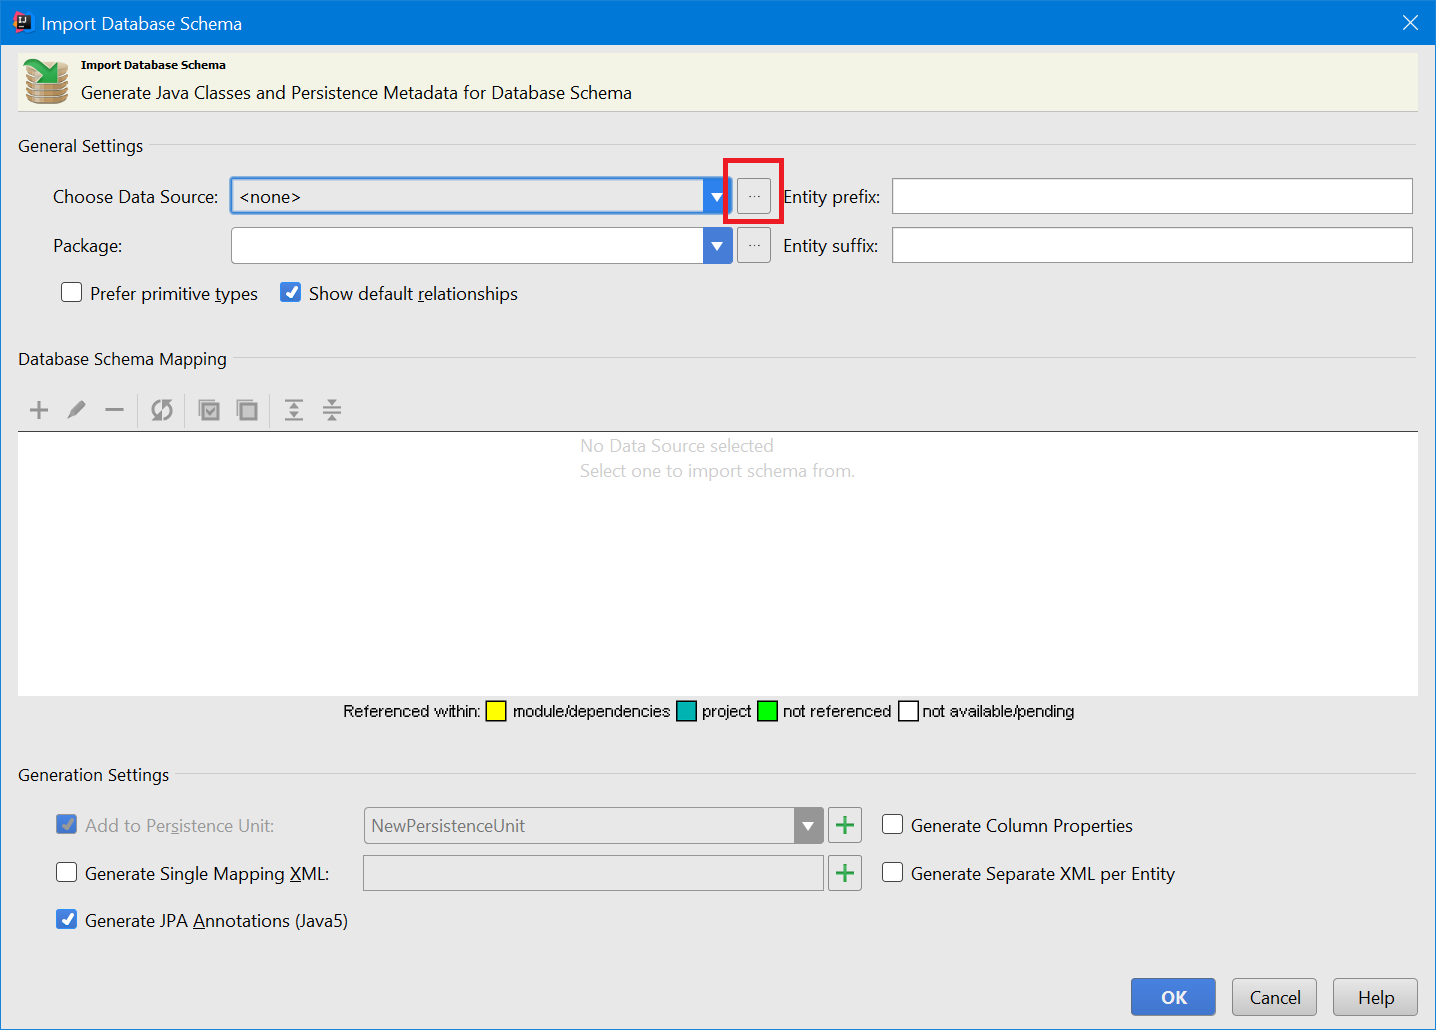 Import Database Schema
Import Database Schema
Generate Java Classes and Persistence Metadata for Database Schema
General Settings
Choose Data Source: <none> ... Entity prefix:
Package: ... Entity suffix:
Prefer primitive types Show default relationships
Database Schema Mapping
No Data Source selected
Select one to import schema from.
Referenced within: module/dependencies project not referenced not available/pending
Generation Settings
Add to Persistence Unit: NewPersistenceUnit Generate Column Properties
Generate Single Mapping XML: Generate Separate XML per Entity
Generate JPA Annotations (Java5)
OK Cancel Help